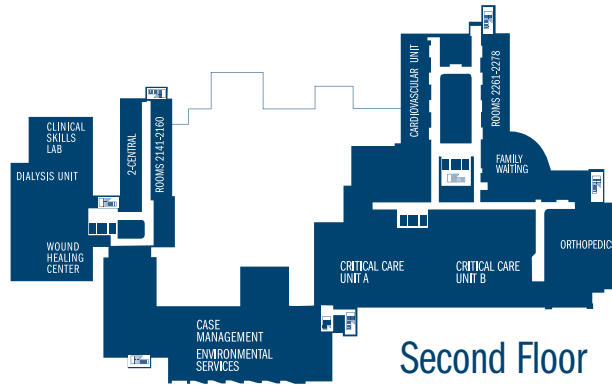 CLINICAL
SKILLS
LAB
DIALYSIS UNIT
WOUND
HEALING
CENTER
2-CENTRAL
ROOMS 2141-2160
CASE
MANAGEMENT
ENVIRONMENTAL
SERVICES
CARDIOVASCULAR UNIT
ROOMS 2261-2278
FAMILY
WAITING
CRITICAL CARE
UNIT A
CRITICAL CARE
UNIT B
ORTHOPEDICS
Second Floor